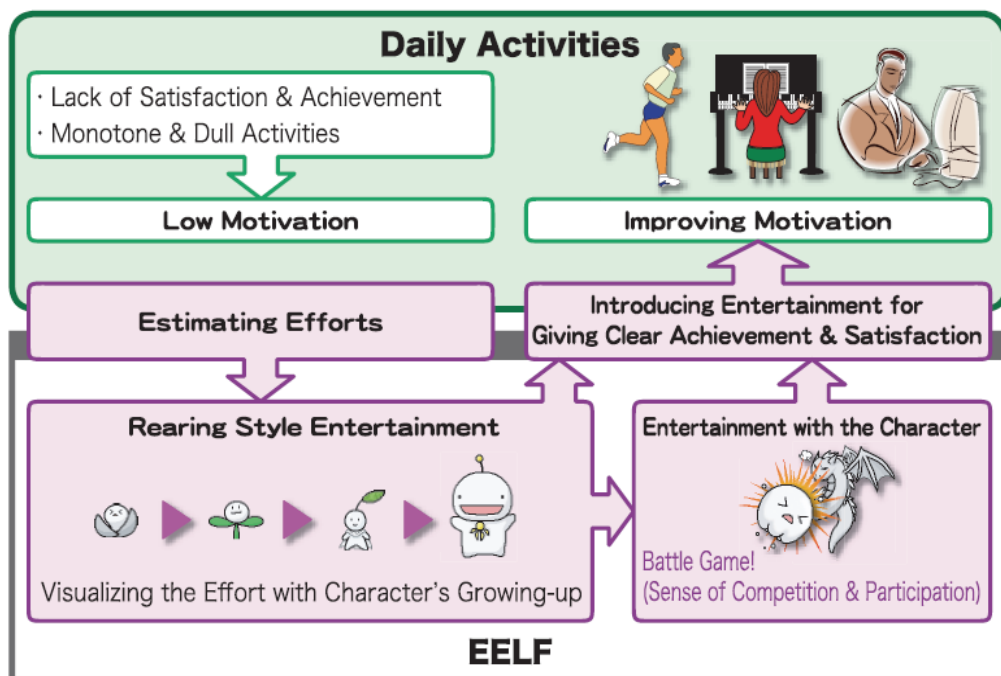 Daily Activities
· Lack of Satisfaction & Achievement
· Monotone & Dull Activities
Low Motivation
Improving Motivation
Estimating Efforts
Introducing Entertainment for
Giving Clear Achievement & Satisfaction
Rearing Style Entertainment
Visualizing the Effort with Character's Growing-up
Entertainment with the Character
Battle Game!
(Sense of Competition & Participation)
EELF